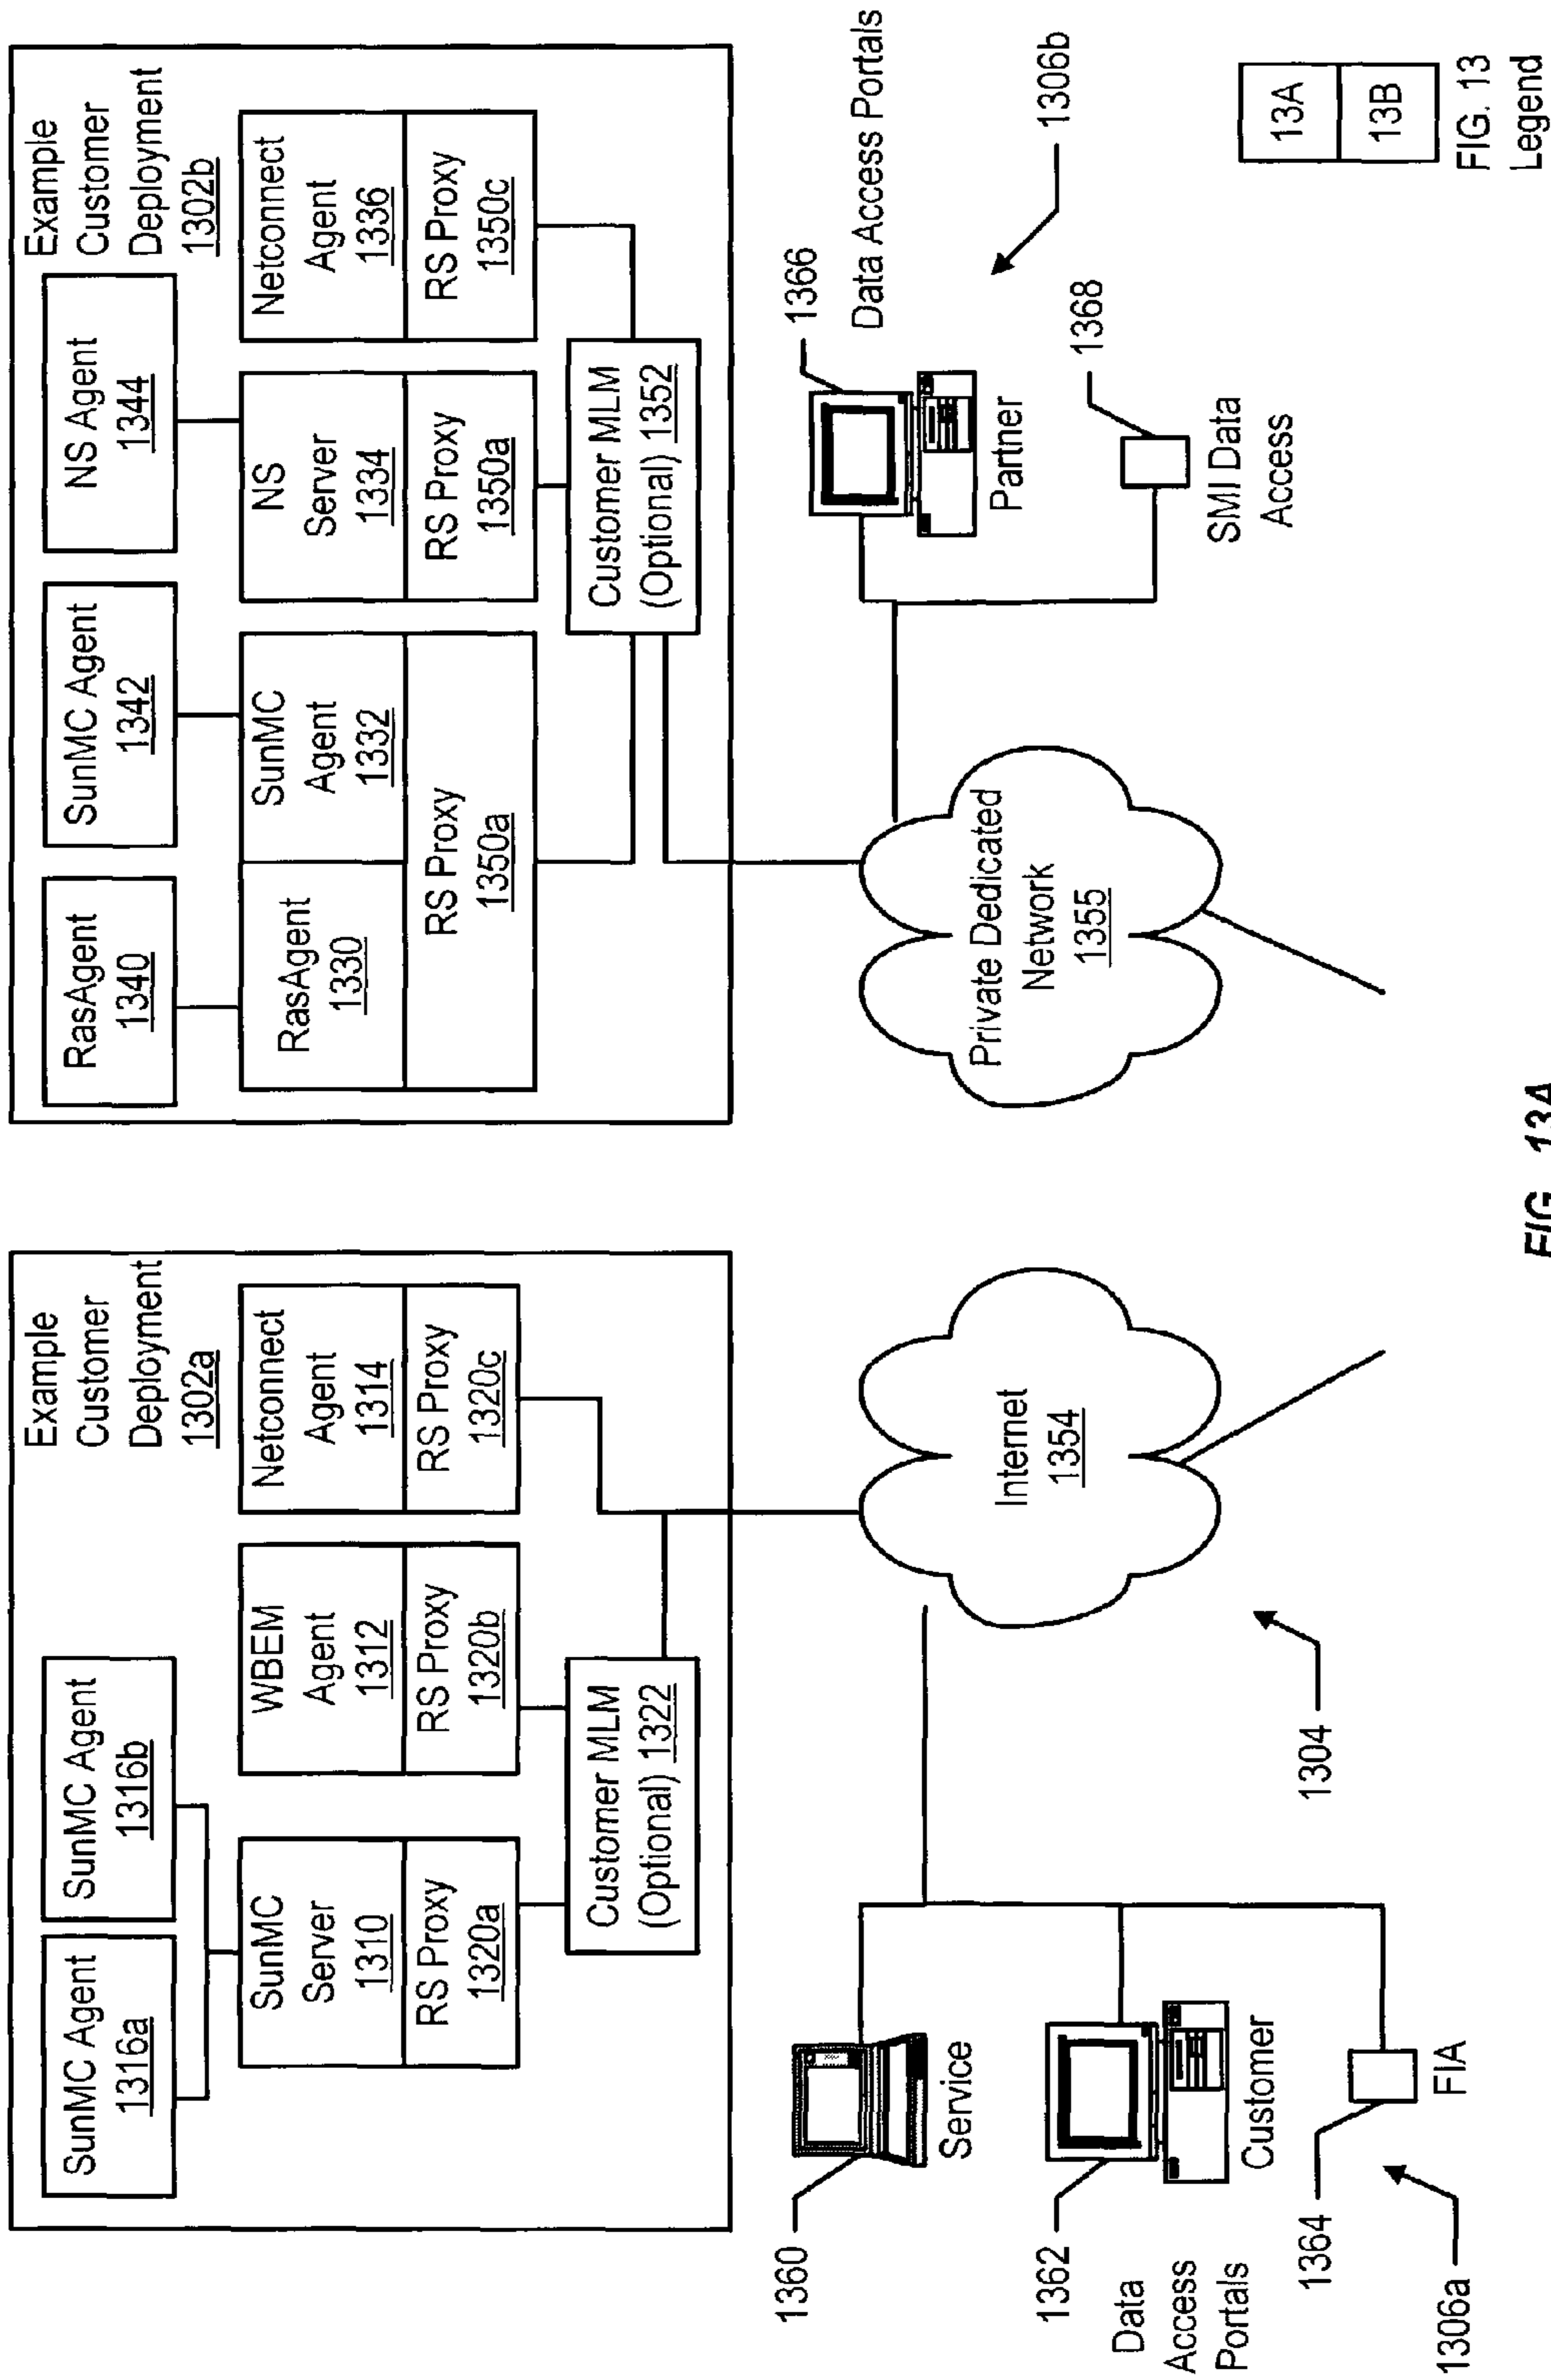 Example
Customer
Deployment
1302a
SunMC Agent
1316a
SunMC Agent
1316b
SunMC
Server
1310
RS Proxy
1320a
WBEM
Agent
1312
RS Proxy
1320b
Netconnect
Agent
1314
RS Proxy
1320c
Customer MLM
(Optional) 1322
Example
Customer
Deployment
1302b
RasAgent
1340
SunMC Agent
1342
NS Agent
1344
RasAgent
1330
SunMC
Agent
1332
RS Proxy
1350a
NS
Server
1334
RS Proxy
1350a
Netconnect
Agent
1336
RS Proxy
1350c
Customer MLM
(Optional) 1352
1360
Service
1362
Customer
Data
Access
Portals
1364
FIA
1306a
Internet
1354
1304
Private Dedicated
Network
1355
1366
Partner
Data Access Portals
1306b
1368
SMI Data
Access
13A
13B
FIG. 13
Legend
FIG. 13A